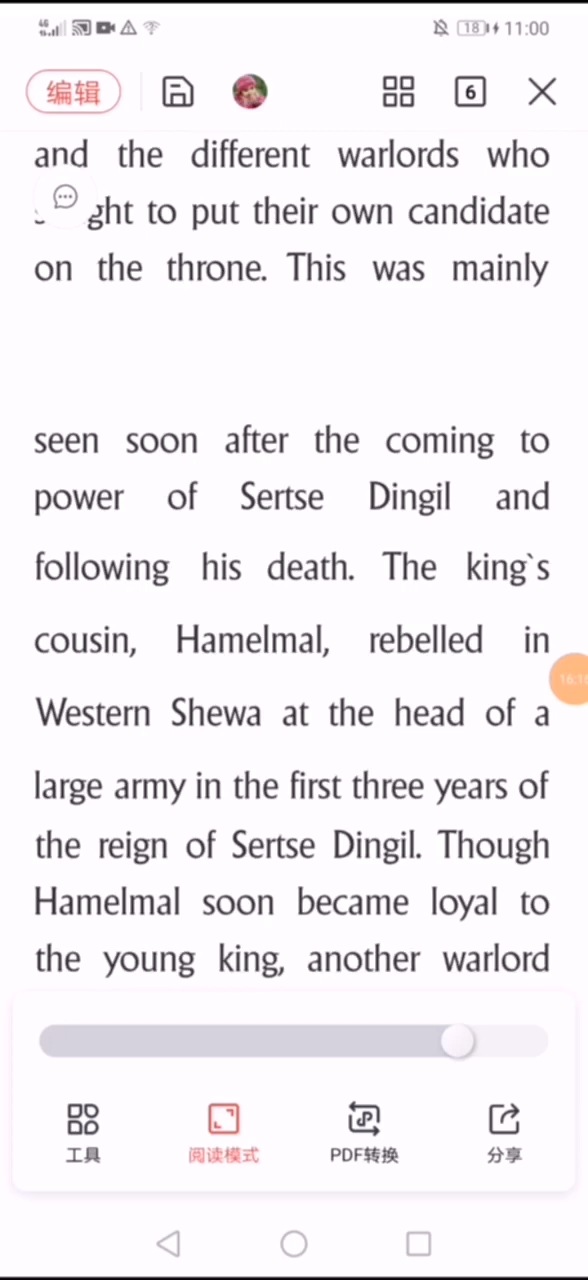 4G 18 11:00
编辑 6
and the different warlords who
ght to put their own candidate
on the throne. This was mainly
seen soon after the coming to
power of Sertse Dingil and
following his death. The king`s
cousin, Hamelmal, rebelled in
Western Shewa at the head of a
large army in the first three years of
the reign of Sertse Dingil. Though
Hamelmal soon became loyal to
the young king, another warlord
工具 阅读模式 PDF转换 分享